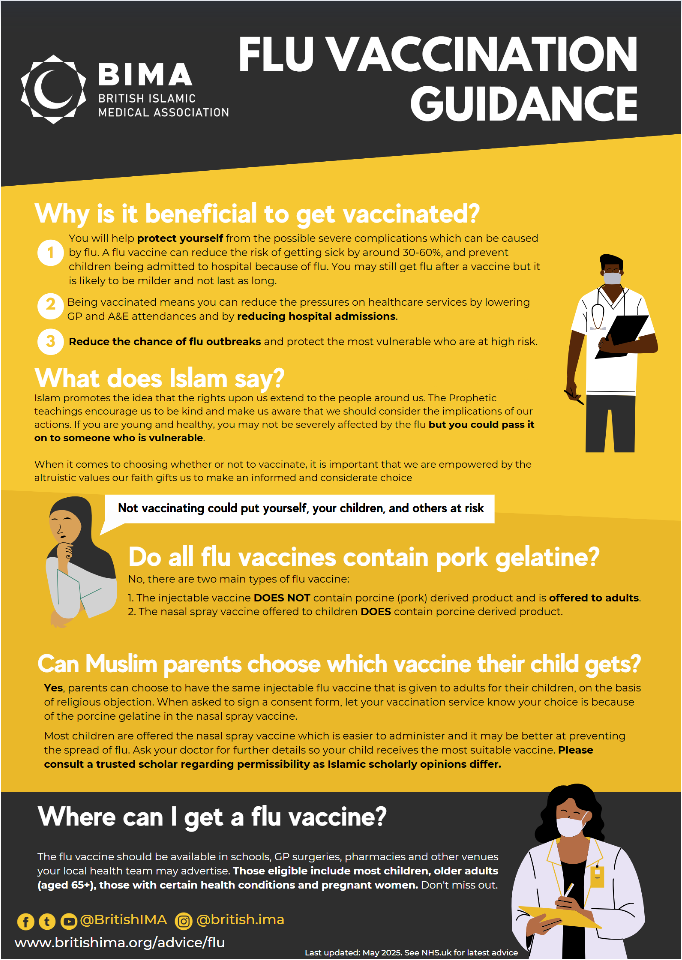 BIMA
BRITISH ISLAMIC
MEDICAL ASSOCIATION
FLU VACCINATION
GUIDANCE
Why is it beneficial to get vaccinated?
1
You will help protect yourself from the possible severe complications which can be caused
by flu. A flu vaccine can reduce the risk of getting sick by around 30-60%, and prevent
children being admitted to hospital because of flu. You may still get flu after a vaccine but it
is likely to be milder and not last as long.
2
Being vaccinated means you can reduce the pressures on healthcare services by lowering
GP and A&E attendances and by reducing hospital admissions.
3
Reduce the chance of flu outbreaks and protect the most vulnerable who are at high risk.
What does Islam say?
Islam promotes the idea that the rights upon us extend to the people around us. The Prophetic
teachings encourage us to be kind and make us aware that we should consider the implications of our
actions. If you are young and healthy, you may not be severely affected by the flu but you could pass it
on to someone who is vulnerable.
When it comes to choosing whether or not to vaccinate, it is important that we are empowered by the
altruistic values our faith gifts us to make an informed and considerate choice
Not vaccinating could put yourself, your children, and others at risk
Do all flu vaccines contain pork gelatine?
No, there are two main types of flu vaccine:
1. The injectable vaccine DOES NOT contain porcine (pork) derived product and is offered to adults.
2. The nasal spray vaccine offered to children DOES contain porcine derived product.
Can Muslim parents choose which vaccine their child gets?
Yes, parents can choose to have the same injectable flu vaccine that is given to adults for their children, on the basis
of religious objection. When asked to sign a consent form, let your vaccination service know your choice is because
of the porcine gelatine in the nasal spray vaccine.
Most children are offered the nasal spray vaccine which is easier to administer and it may be better at preventing
the spread of flu. Ask your doctor for further details so your child receives the most suitable vaccine. Please
consult a trusted scholar regarding permissibility as Islamic scholarly opinions differ.
Where can I get a flu vaccine?
The flu vaccine should be available in schools, GP surgeries, pharmacies and other venues
your local health team may advertise. Those eligible include most children, older adults
(aged 65+), those with certain health conditions and pregnant women. Don't miss out.
@BritishIMA @british.ima
www.britishima.org/advice/flu
Last updated: May 2025. See NHS.uk for latest advice